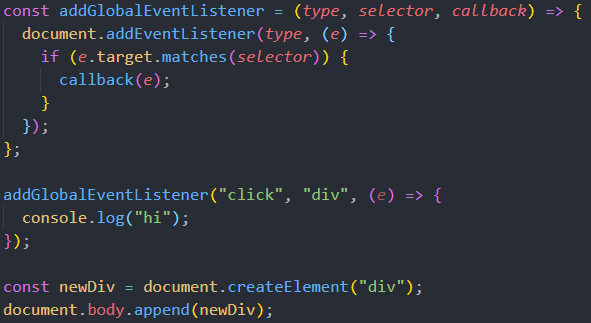 const addGlobalEventListener = (type, selector, callback) => {
  document.addEventListener(type, (e) => {
    if (e.target.matches(selector)) {
      callback(e);
    }
  });
};

addGlobalEventListener("click", "div", (e) => {
  console.log("hi");
});

const newDiv = document.createElement("div");
document.body.append(newDiv);